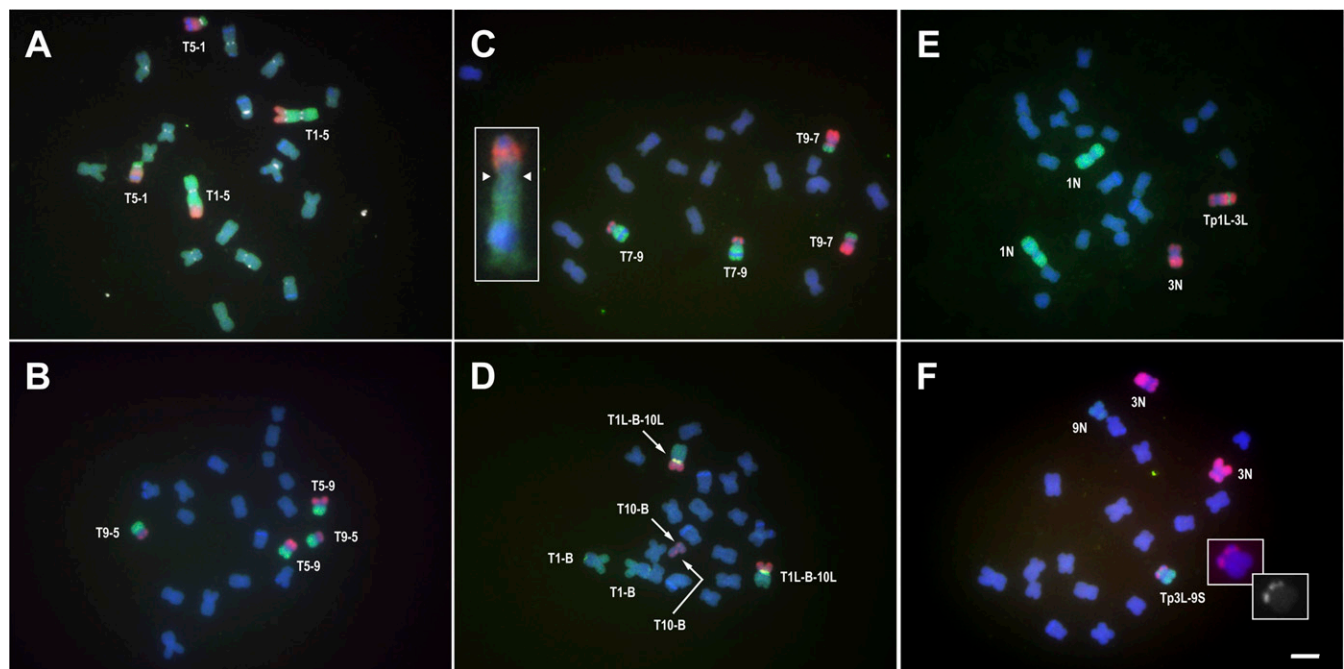 A
T5-1
T1-5
T5-1
T1-5
B
T5-9
T9-5
T9-5
T5-9
C
T9-7
T7-9
T7-9
T9-7
D
T1L-B-10L
T10-B
T1-B
T1-B
T10-B
T1L-B-10L
E
1N
1N
Tp1L-3L
3N
F
3N
9N
3N
Tp3L-9S